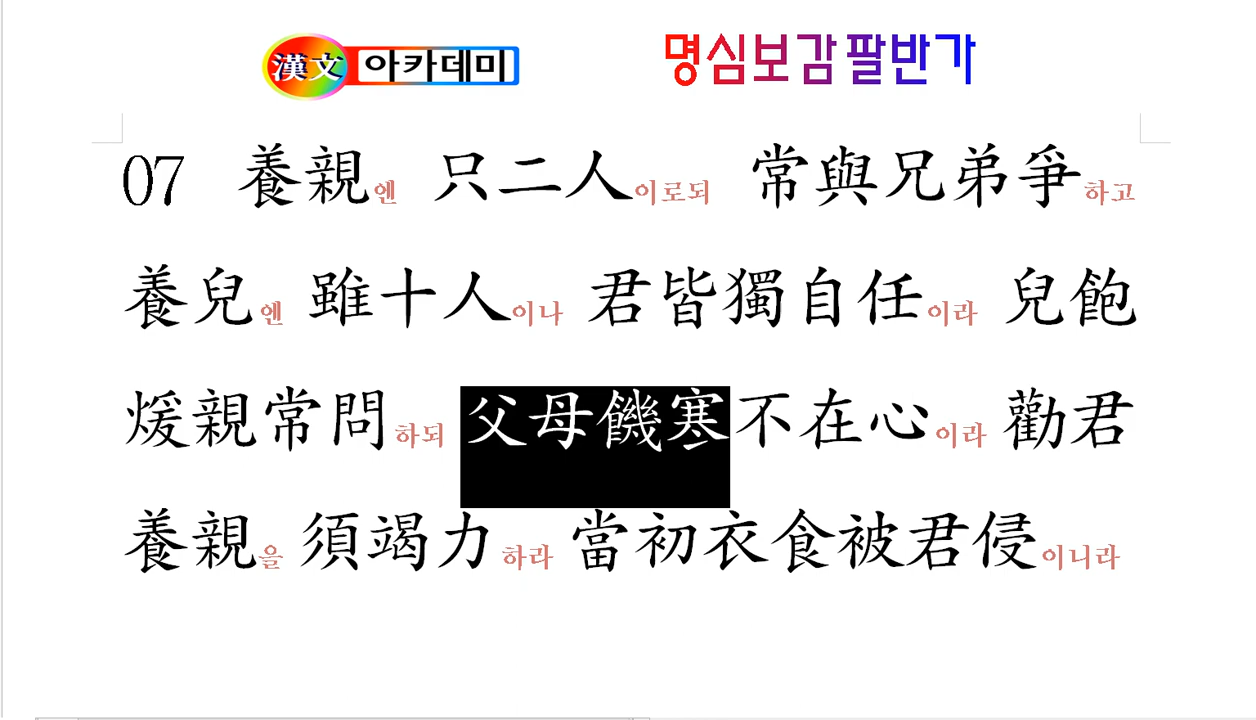 漢文 아카데미 명심보감팔반가
07 養親엔 只二人이로되 常與兄弟爭하고
養兒엔 雖十人이나 君皆獨自任이라 兒飽
煖親常問하되 父母饑寒不在心이라 勸君
養親을 須竭力하라 當初衣食被君侵이니라